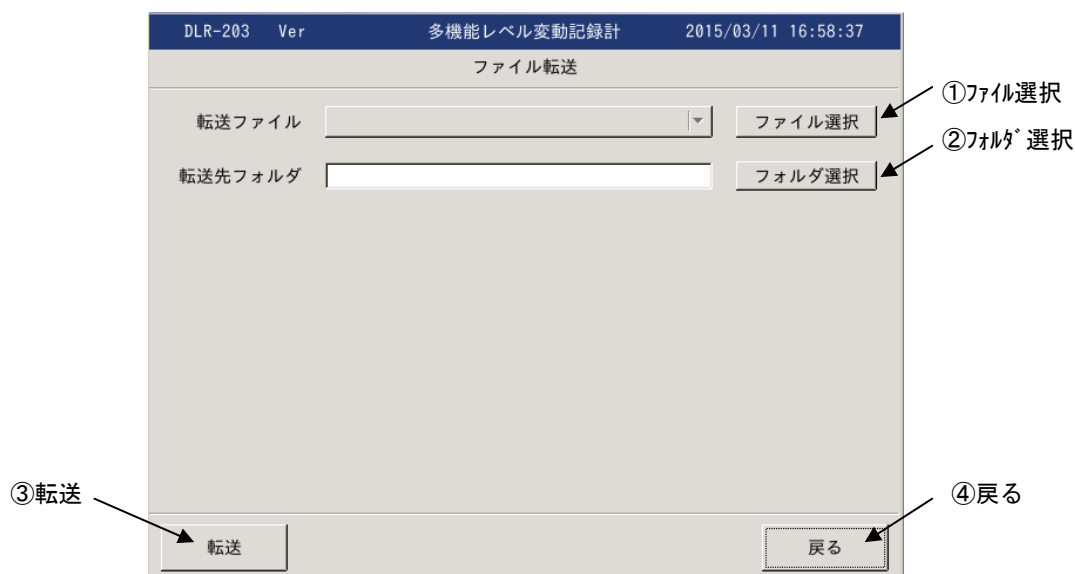 DLR-203 Ver 多機能レベル変動記録計 2015/03/11 16:58:37
ファイル転送
①ﾌｧｲﾙ選択
転送ファイル ファイル選択
②ﾌｫﾙﾀﾞ選択
転送先フォルダ フォルダ選択
③転送
④戻る
転送 戻る